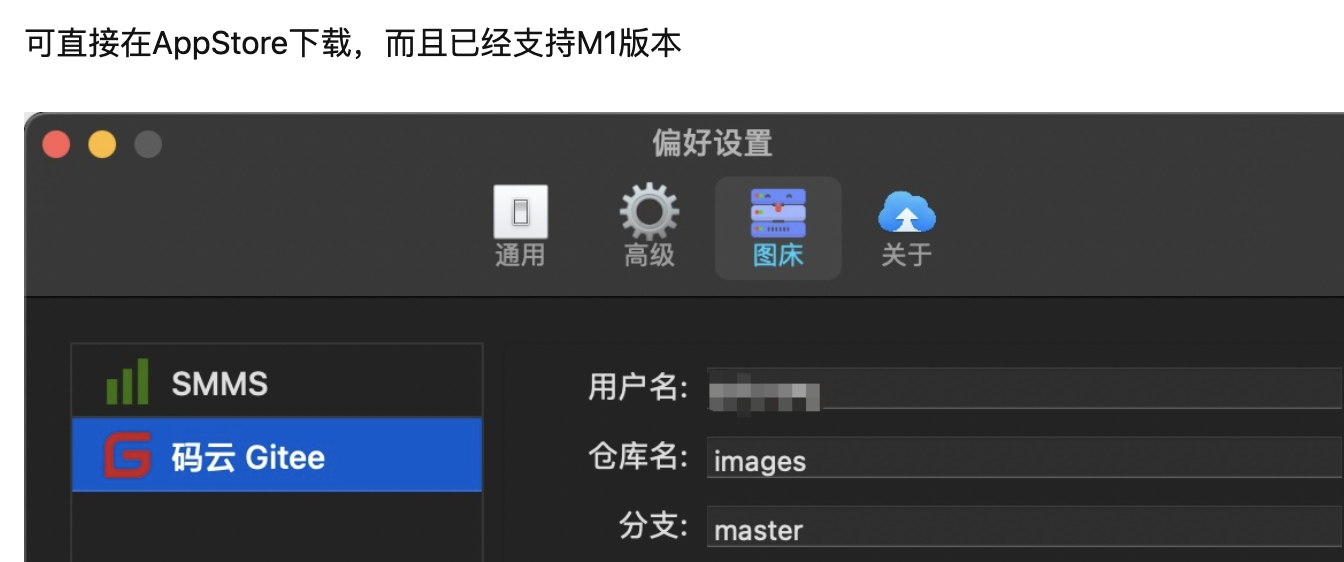 可直接在AppStore下载，而且已经支持M1版本
偏好设置
通用 高级 图床 关于
SMMS
用户名:
码云 Gitee
仓库名: images
分支: master